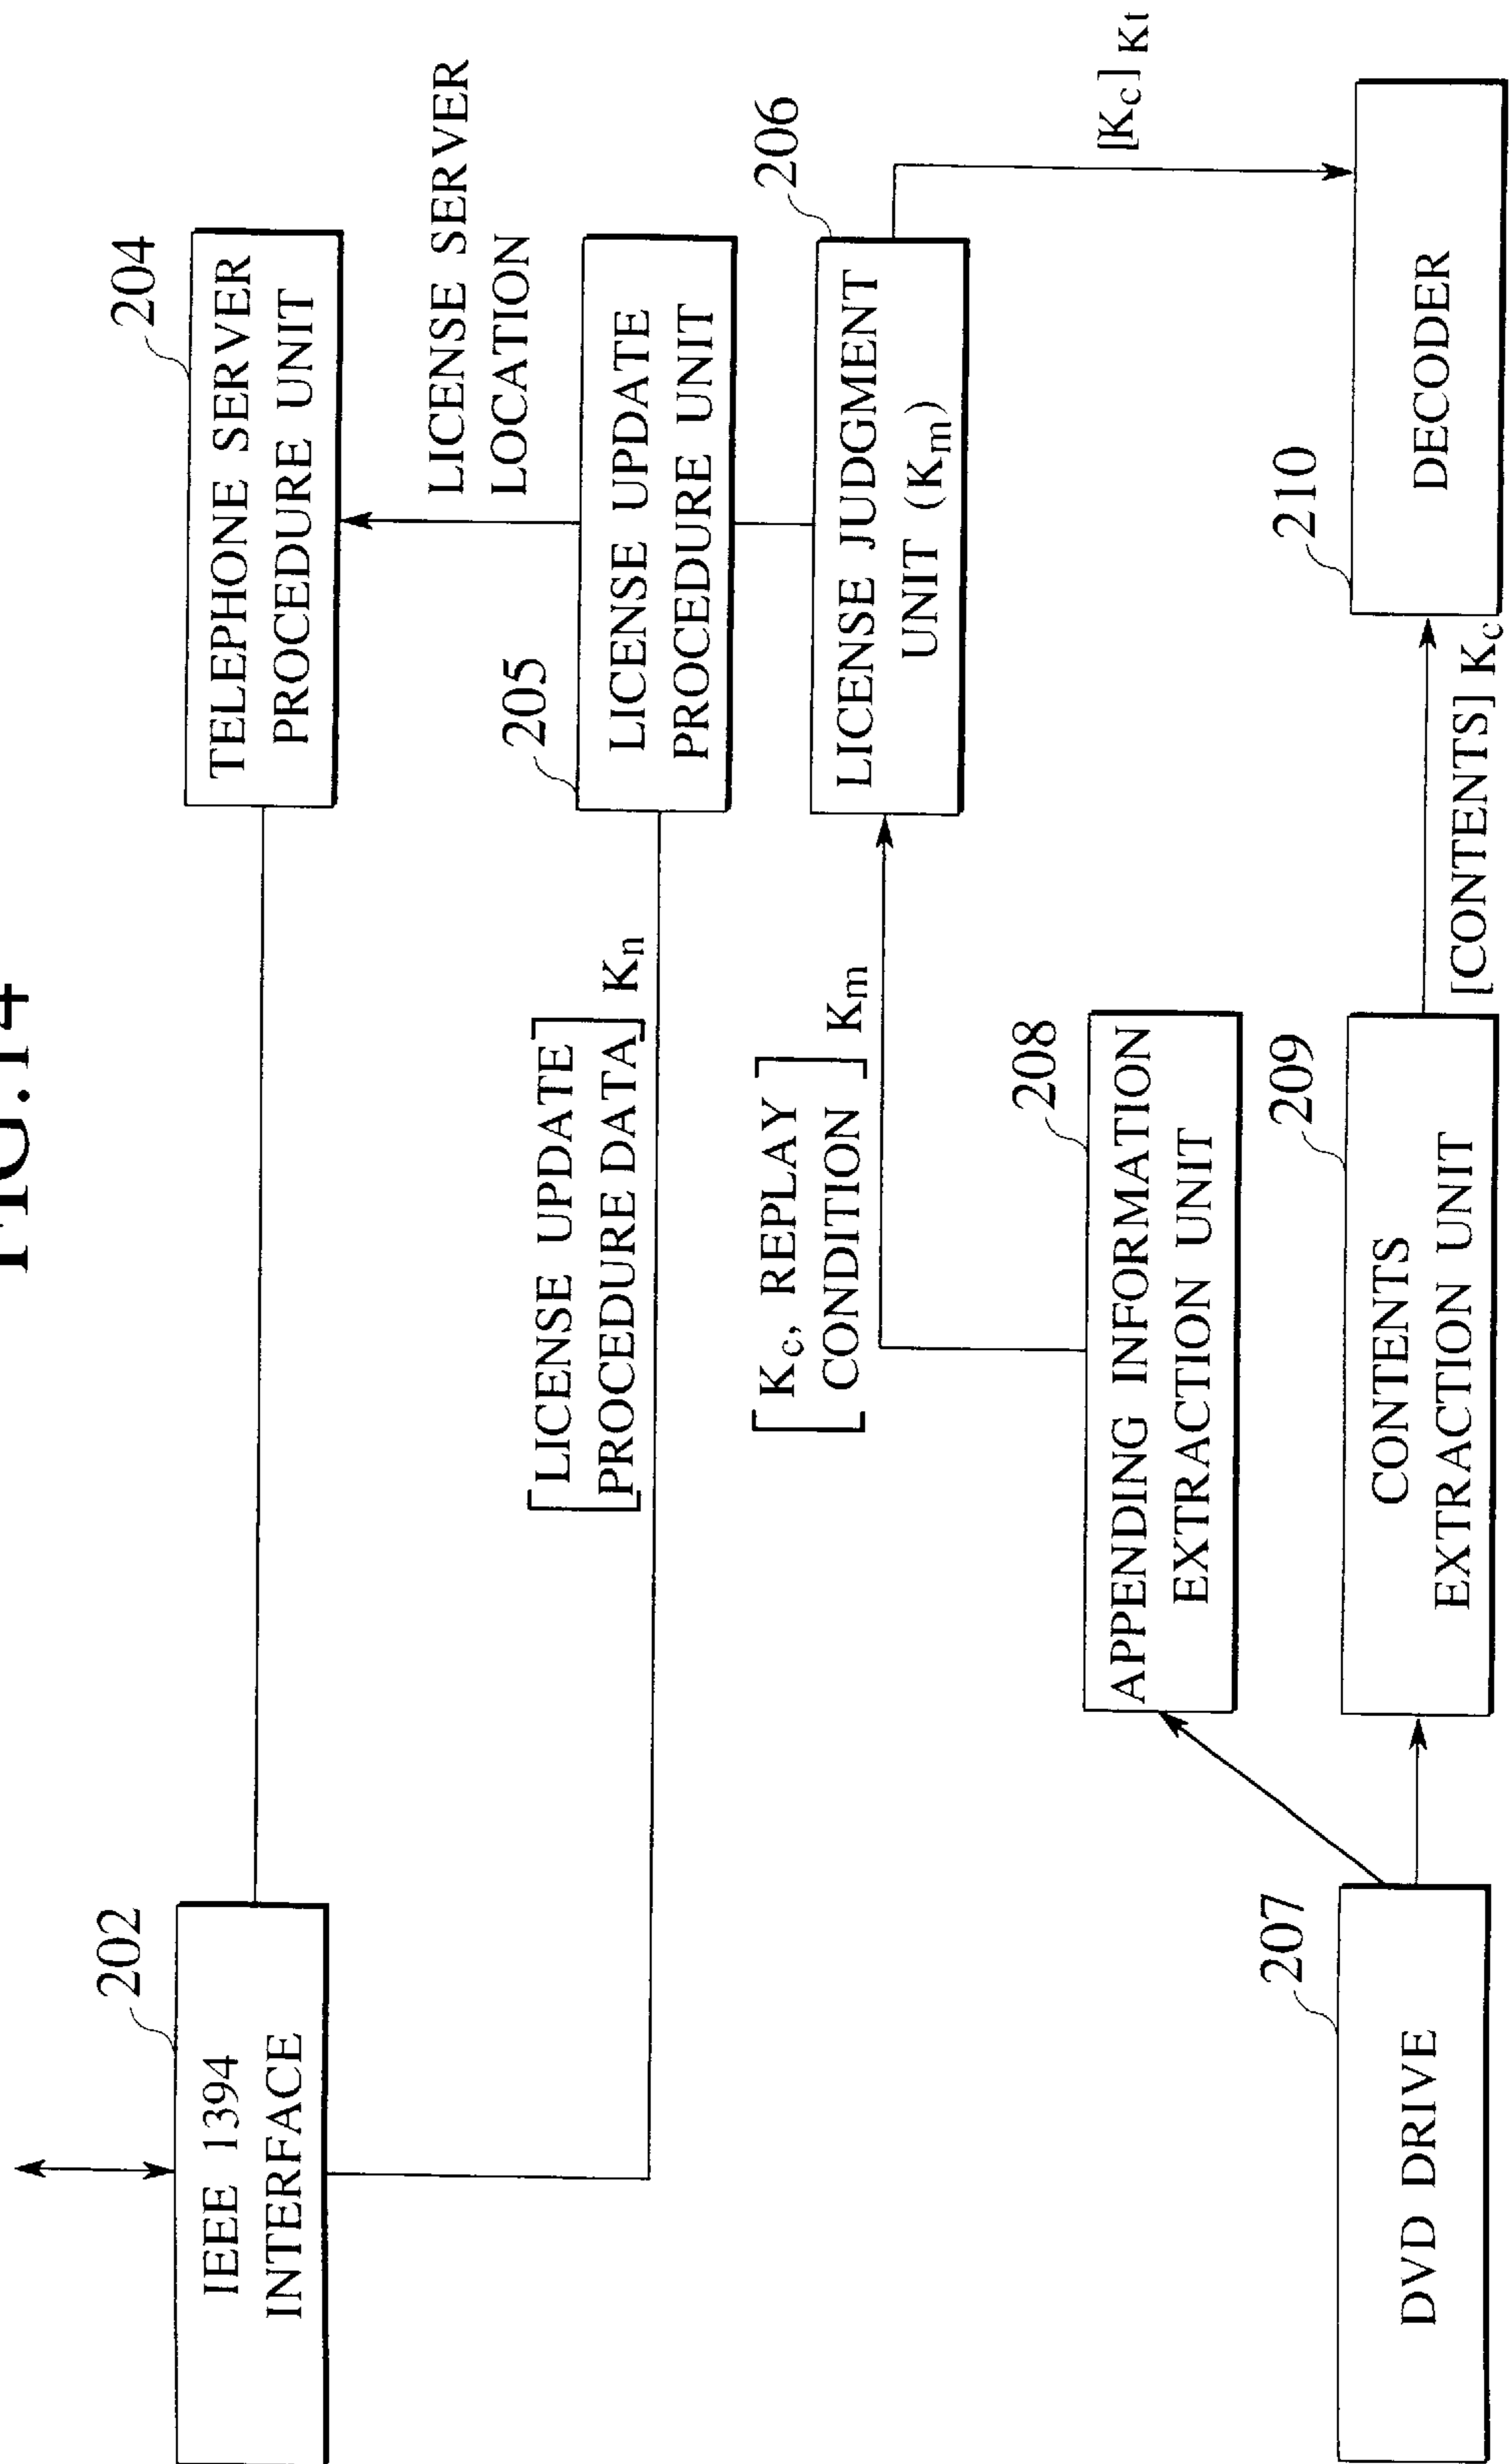 FIG.14
202
IEEE 1394
INTERFACE
204
TELEPHONE SERVER
PROCEDURE UNIT
LICENSE SERVER
LOCATION
[LICENSE UPDATE
PROCEDURE DATA] Kn
205
LICENSE UPDATE
PROCEDURE UNIT
[Kc, REPLAY
CONDITION] Km
206
LICENSE JUDGMENT
UNIT (Km)
[Kc] Kt
208
APPENDING INFORMATION
EXTRACTION UNIT
207
DVD DRIVE
209
CONTENTS
EXTRACTION UNIT
[CONTENTS] Kc
210
DECODER